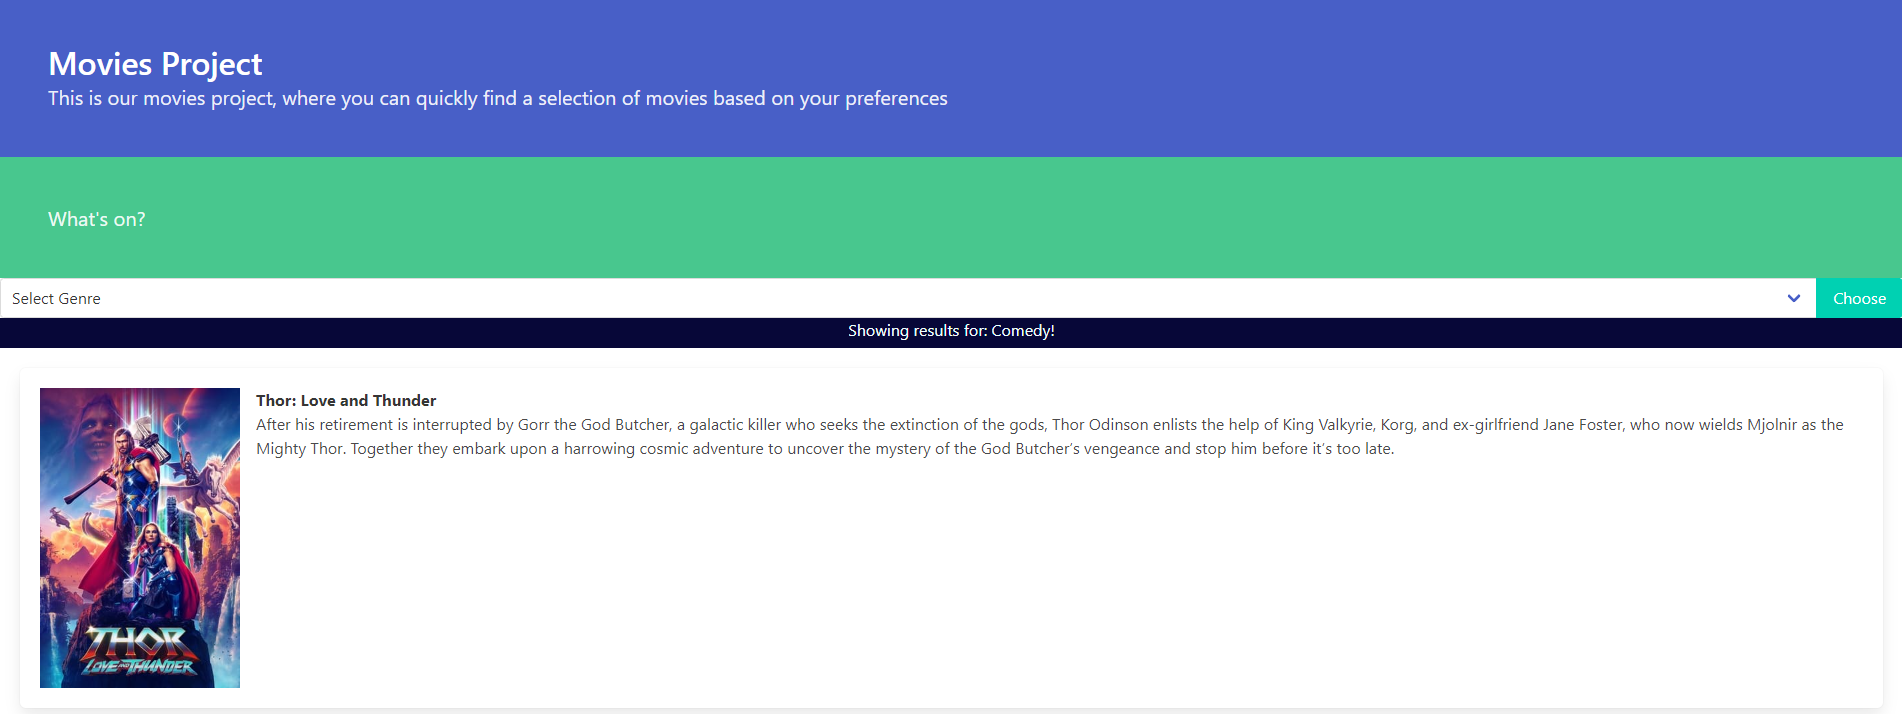 Movies Project
This is our movies project, where you can quickly find a selection of movies based on your preferences
What's on?
Select Genre
Choose
Showing results for: Comedy!
Thor: Love and Thunder
After his retirement is interrupted by Gorr the God Butcher, a galactic killer who seeks the extinction of the gods, Thor Odinson enlists the help of King Valkyrie, Korg, and ex-girlfriend Jane Foster, who now wields Mjolnir as the
Mighty Thor. Together they embark upon a harrowing cosmic adventure to uncover the mystery of the God Butcher’s vengeance and stop him before it’s too late.
THOR
LOVE AND THUNDER